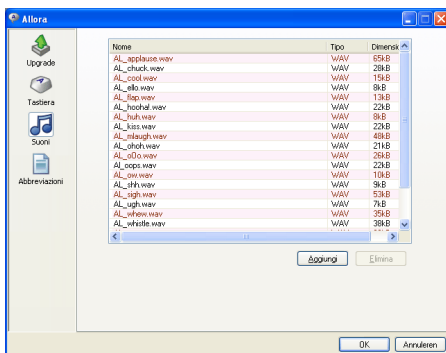 Allora
Upgrade
Tastiera
Suoni
Abbreviazioni
Nome Tipo Dimensic
AL_applause.wav WAV 65kB
AL_chuck.wav WAV 28kB
AL_cool.wav WAV 15kB
AL_ello.wav WAV 8kB
AL_flap.wav WAV 13kB
AL_hooha!.wav WAV 22kB
AL_huh.wav WAV 8kB
AL_kiss.wav WAV 22kB
AL_mlaugh.wav WAV 48kB
AL_ohoh.wav WAV 21kB
AL_oOo.wav WAV 26kB
Al_oops.wav WAV 22kB
AL_ow.wav WAV 10kB
AL_shh.wav WAV 9kB
AL_sigh.wav WAV 53kB
AL_ugh.wav WAV 7kB
AL_whew.wav WAV 35kB
AL_whistle.wav WAV 38kB
Aggiungi Elimina
OK Annuleren